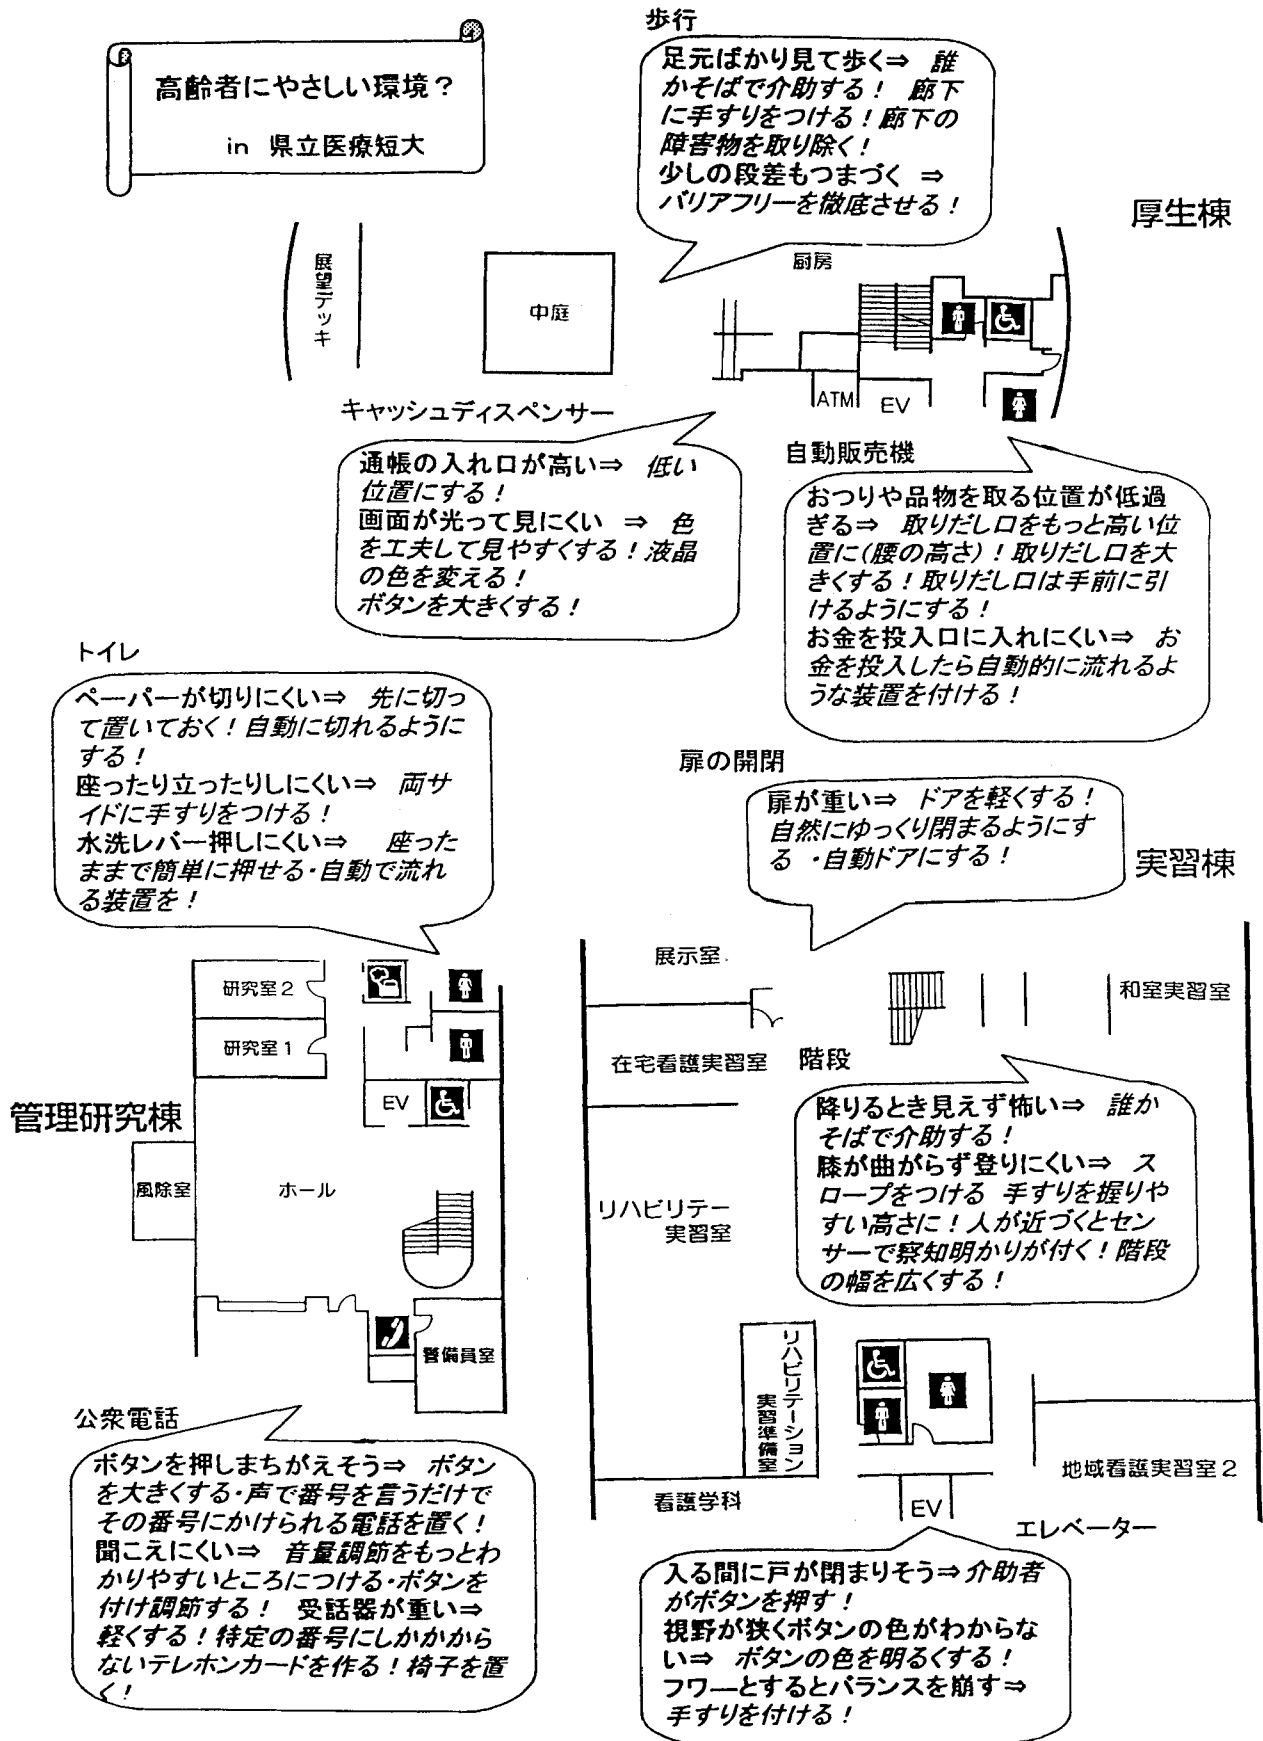 高齢者にやさしい環境？
in 県立医療短大
歩行
足元ばかり見て歩く⇒ 誰
かそばで介助する！ 廊下
に手すりをつける！廊下の
障害物を取り除く！
少しの段差もつまづく ⇒
バリアフリーを徹底させる！
厚生棟
展望デッキ
中庭
厨房
ATM
EV
キャッシュディスペンサー
通帳の入れ口が高い⇒ 低い
位置にする！
画面が光って見にくい ⇒ 色
を工夫して見やすくする！液晶
の色を変える！
ボタンを大きくする！
自動販売機
おつりや品物を取る位置が低過
ぎる⇒ 取りだし口をもっと高い位
置に(腰の高さ)！取りだし口を大
きくする！取りだし口は手前に引
けるようにする！
お金を投入口に入れにくい⇒ お
金を投入したら自動的に流れるよ
うな装置を付ける！
トイレ
ペーパーが切りにくい⇒ 先に切っ
て置いておく！自動に切れるように
する！
座ったり立ったりしにくい⇒ 両サ
イドに手すりをつける！
水洗レバー押しにくい⇒ 座った
ままで簡単に押せる・自動で流れ
る装置を！
扉の開閉
扉が重い⇒ ドアを軽くする！
自然にゆっくり閉まるようにす
る ・自動ドアにする！
実習棟
研究室２
研究室１
EV
管理研究棟
風除室
ホール
警備員室
展示室
和室実習室
在宅看護実習室
階段
降りるとき見えず怖い⇒ 誰か
そばで介助する！
膝が曲がらず登りにくい⇒ ス
ロープをつける 手すりを握りや
すい高さに！人が近づくとセン
サーで察知明かりが付く！階段
の幅を広くする！
リハビリテー
実習室
リハビリテーション
実習準備室
看護学科
EV
地域看護実習室２
公衆電話
ボタンを押しまちがえそう⇒ ボタン
を大きくする・声で番号を言うだけで
その番号にかけられる電話を置く！
聞こえにくい⇒ 音量調節をもっとわ
かりやすいところにつける・ボタンを
付け調節する！ 受話器が重い⇒
軽くする！特定の番号にしかかから
ないテレホンカードを作る！椅子を置
く！
エレベーター
入る間に戸が閉まりそう⇒介助者
がボタンを押す！
視野が狭くボタンの色がわからな
い⇒ ボタンの色を明るくする！
フワーとするとバランスを崩す⇒
手すりを付ける！